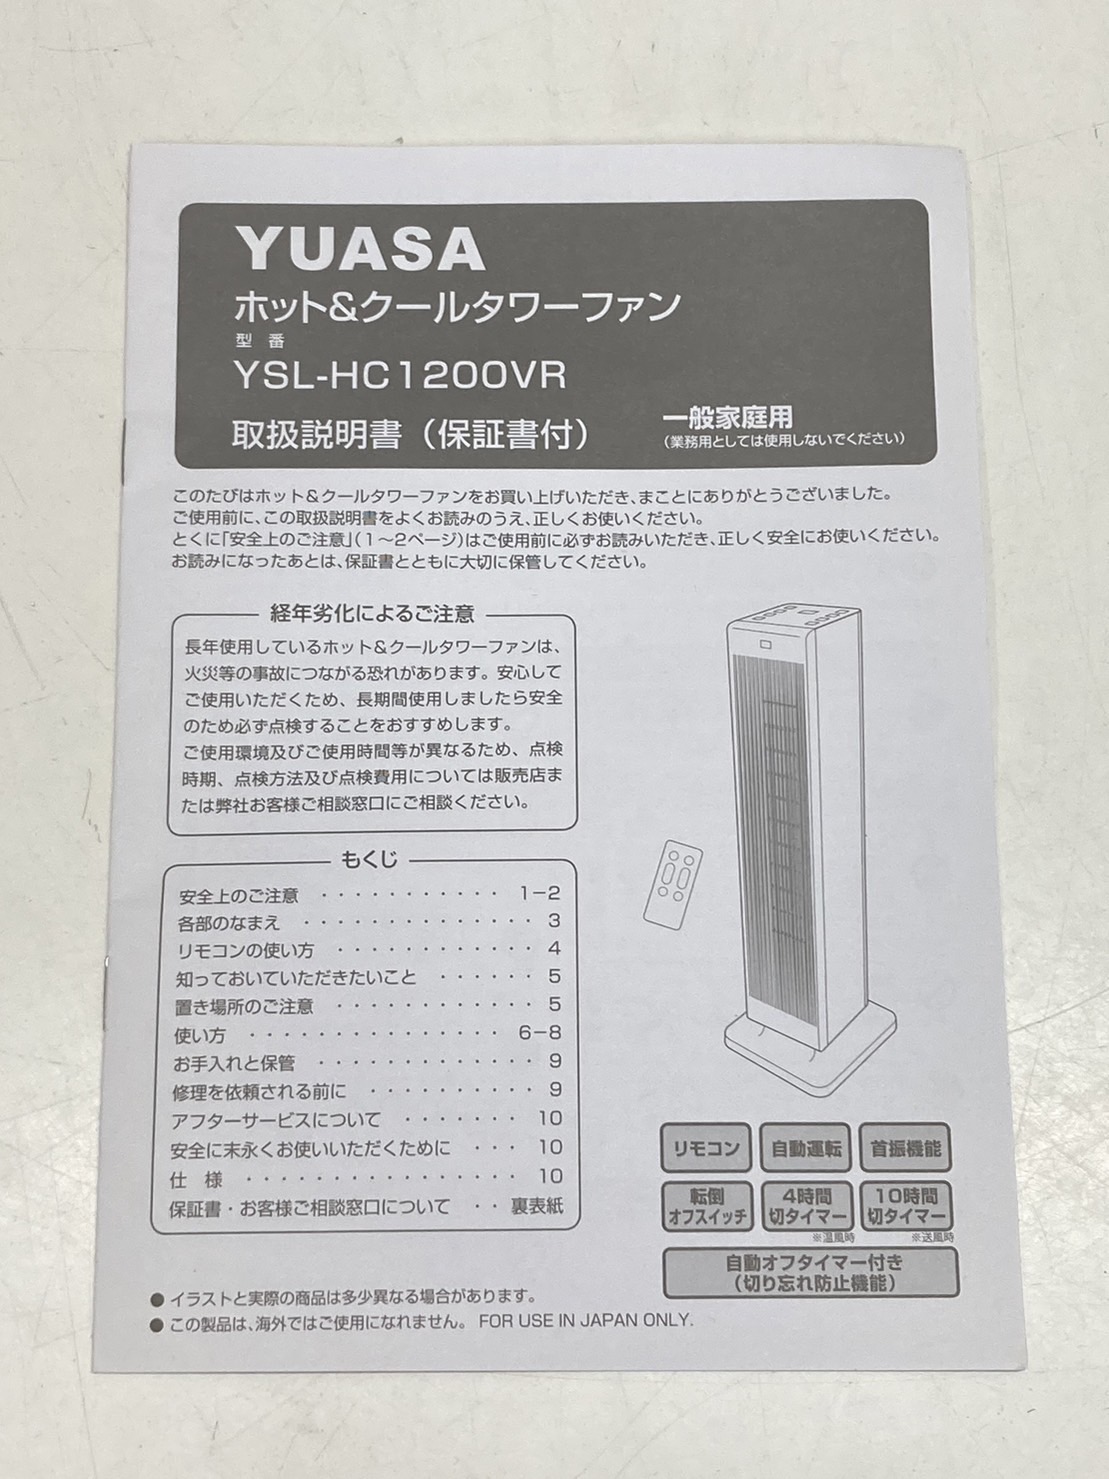 YUASA
ホット&クールタワーファン
型 番
YSL-HC1200VR
取扱説明書（保証書付）
一般家庭用
（業務用としては使用しないでください）
このたびはホット&クールタワーファンをお買い上げいただき、まことにありがとうございました。
ご使用前に、この取扱説明書をよくお読みのうえ、正しくお使いください。
とくに「安全上のご注意」（1〜2ページ）はご使用前に必ずお読みいただき、正しく安全にお使いください。
お読みになったあとは、保証書とともに大切に保管してください。
経年劣化によるご注意
長年使用しているホット&クールタワーファンは、
火災等の事故につながる恐れがあります。安心して
ご使用いただくため、長期間使用しましたら安全
のため必ず点検することをおすすめします。
ご使用環境及びご使用時間等が異なるため、点検
時期、点検方法及び点検費用については販売店ま
たは弊社お客様ご相談窓口にご相談ください。
もくじ
安全上のご注意 ・・・・・・・・・・・ 1−2
各部のなまえ ・・・・・・・・・・・・・ 3
リモコンの使い方 ・・・・・・・・・・・・ 4
知っておいていただきたいこと ・・・・・・ 5
置き場所のご注意 ・・・・・・・・・・・・ 5
使い方 ・・・・・・・・・・・・・・・ 6−8
お手入れと保管 ・・・・・・・・・・・・・ 9
修理を依頼される前に ・・・・・・・・・・ 9
アフターサービスについて ・・・・・・・ 10
安全に末永くお使いいただくために ・・・ 10
仕 様 ・・・・・・・・・・・・・・・・ 10
保証書・お客様ご相談窓口について ・・ 裏表紙
リモコン
自動運転
首振機能
転倒
オフスイッチ
4時間
切タイマー
※温風時
10時間
切タイマー
※送風時
自動オフタイマー付き
（切り忘れ防止機能）
● イラストと実際の商品は多少異なる場合があります。
● この製品は、海外ではご使用になれません。 FOR USE IN JAPAN ONLY.